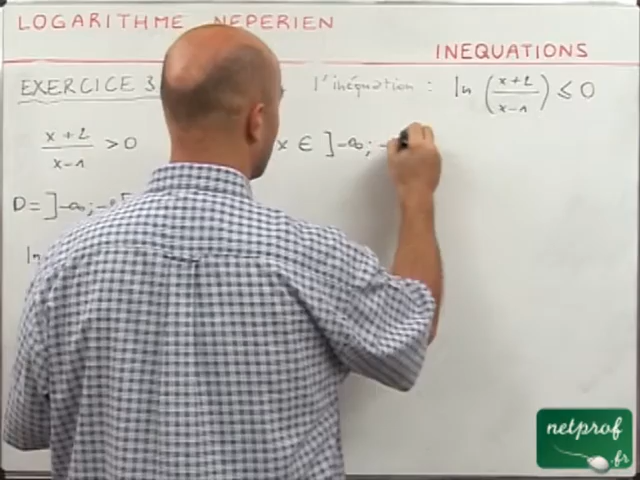 LOGARITHME NEPERIEN
INEQUATIONS
EXERCICE 3 l'inéquation : ln (x+2/x-1) ≤ 0
x+2/x-1 > 0 x ∈ ]-∞; -
D = ]-∞; -2[
ln
netprof
.fr